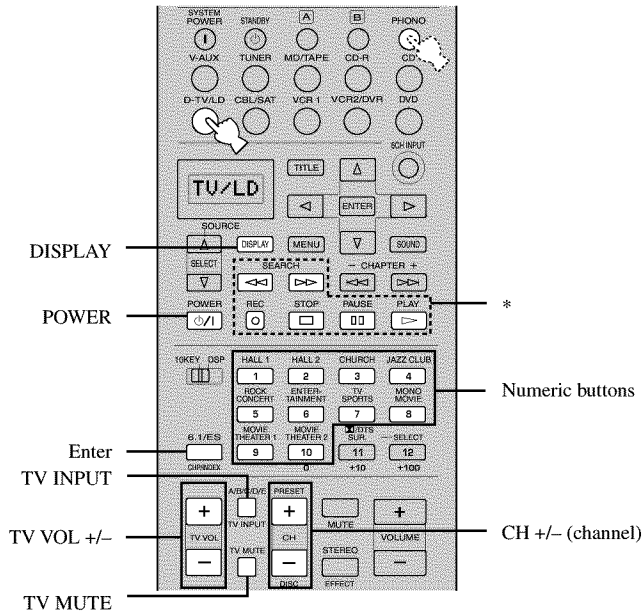 SYSTEM
POWER STANDBY A B PHONO
V-AUX TUNER MD/TAPE CD-R CD
D-TV/LD CBL/SAT VCR 1 VCR2/DVR DVD
6CH INPUT
TITLE
TV/LD
ENTER
SOURCE
DISPLAY DISPLAY MENU SOUND
SELECT SEARCH – CHAPTER +
*
POWER REC STOP PAUSE PLAY
POWER
10KEY DSP HALL 1 HALL 2 CHURCH JAZZ CLUB
1 2 3 4
Numeric buttons
ROCK CONCERT ENTER-TAINMENT TV SPORTS MONO MOVIE
5 6 7 8
MOVIE THEATER 1 MOVIE THEATER 2 /DTS SUR. SELECT
Enter 6.1/ES 9 10 11 12
CHP/INDEX 0 +10 +100
TV INPUT
A/B/C/D/E PRESET
+ + +
TV INPUT MUTE
TV VOL +/– TV VOL CH VOLUME CH +/– (channel)
TV MUTE STEREO
– – –
DISC EFFECT
TV MUTE